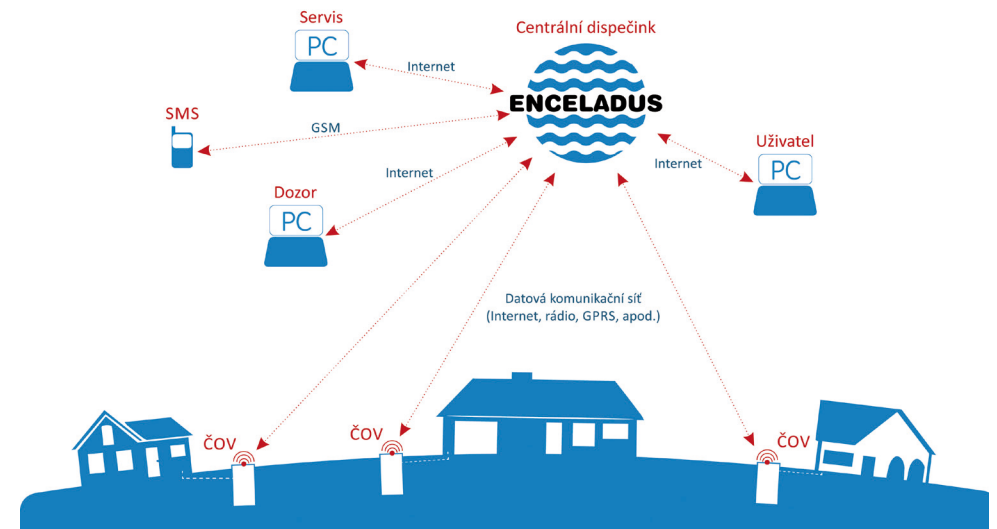 Servis
PC
Internet
Centrální dispečink
ENCELADUS
SMS
GSM
Internet
Dozor
PC
Uživatel
PC
Internet
Datová komunikační síť
(Internet, rádio, GPRS, apod.)
ČOV
ČOV
ČOV